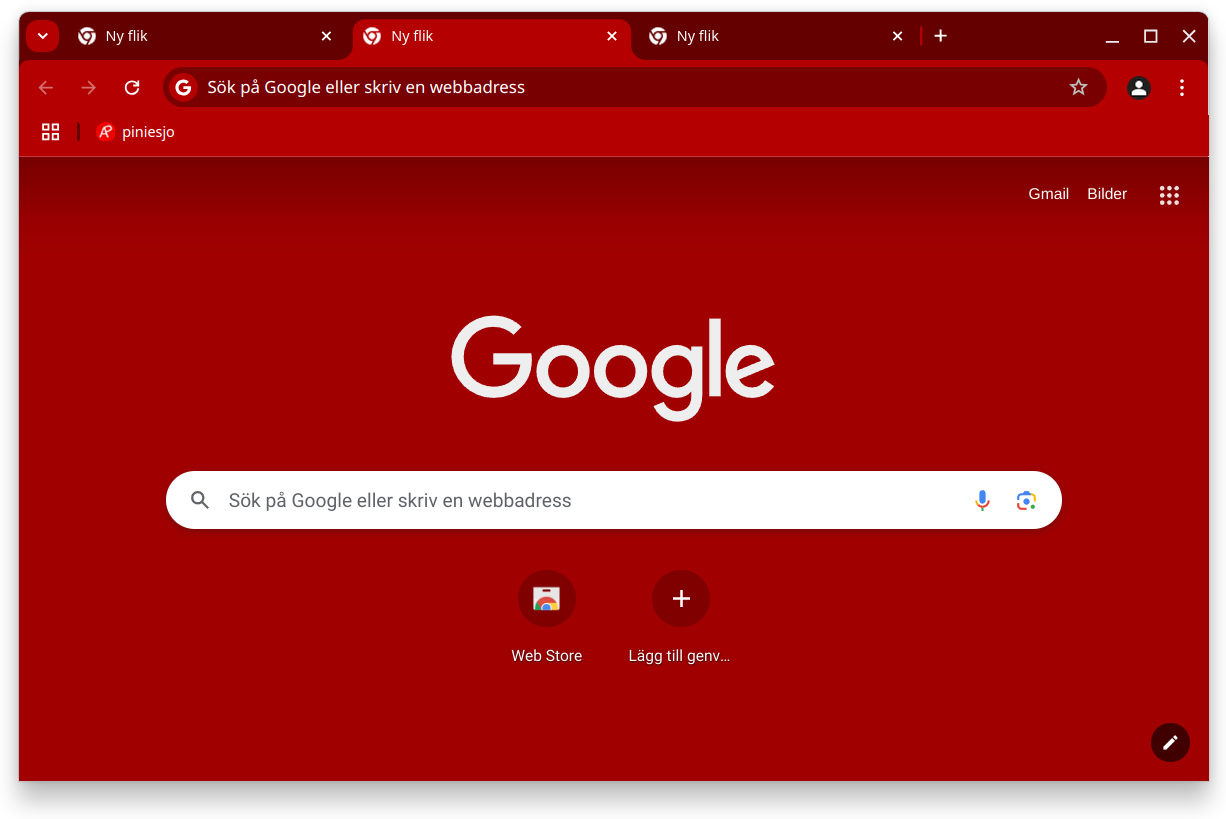 Ny flik
Ny flik
Ny flik
Sök på Google eller skriv en webbadress
piniesjo
Gmail
Bilder
Google
Sök på Google eller skriv en webbadress
Web Store
Lägg till genv...